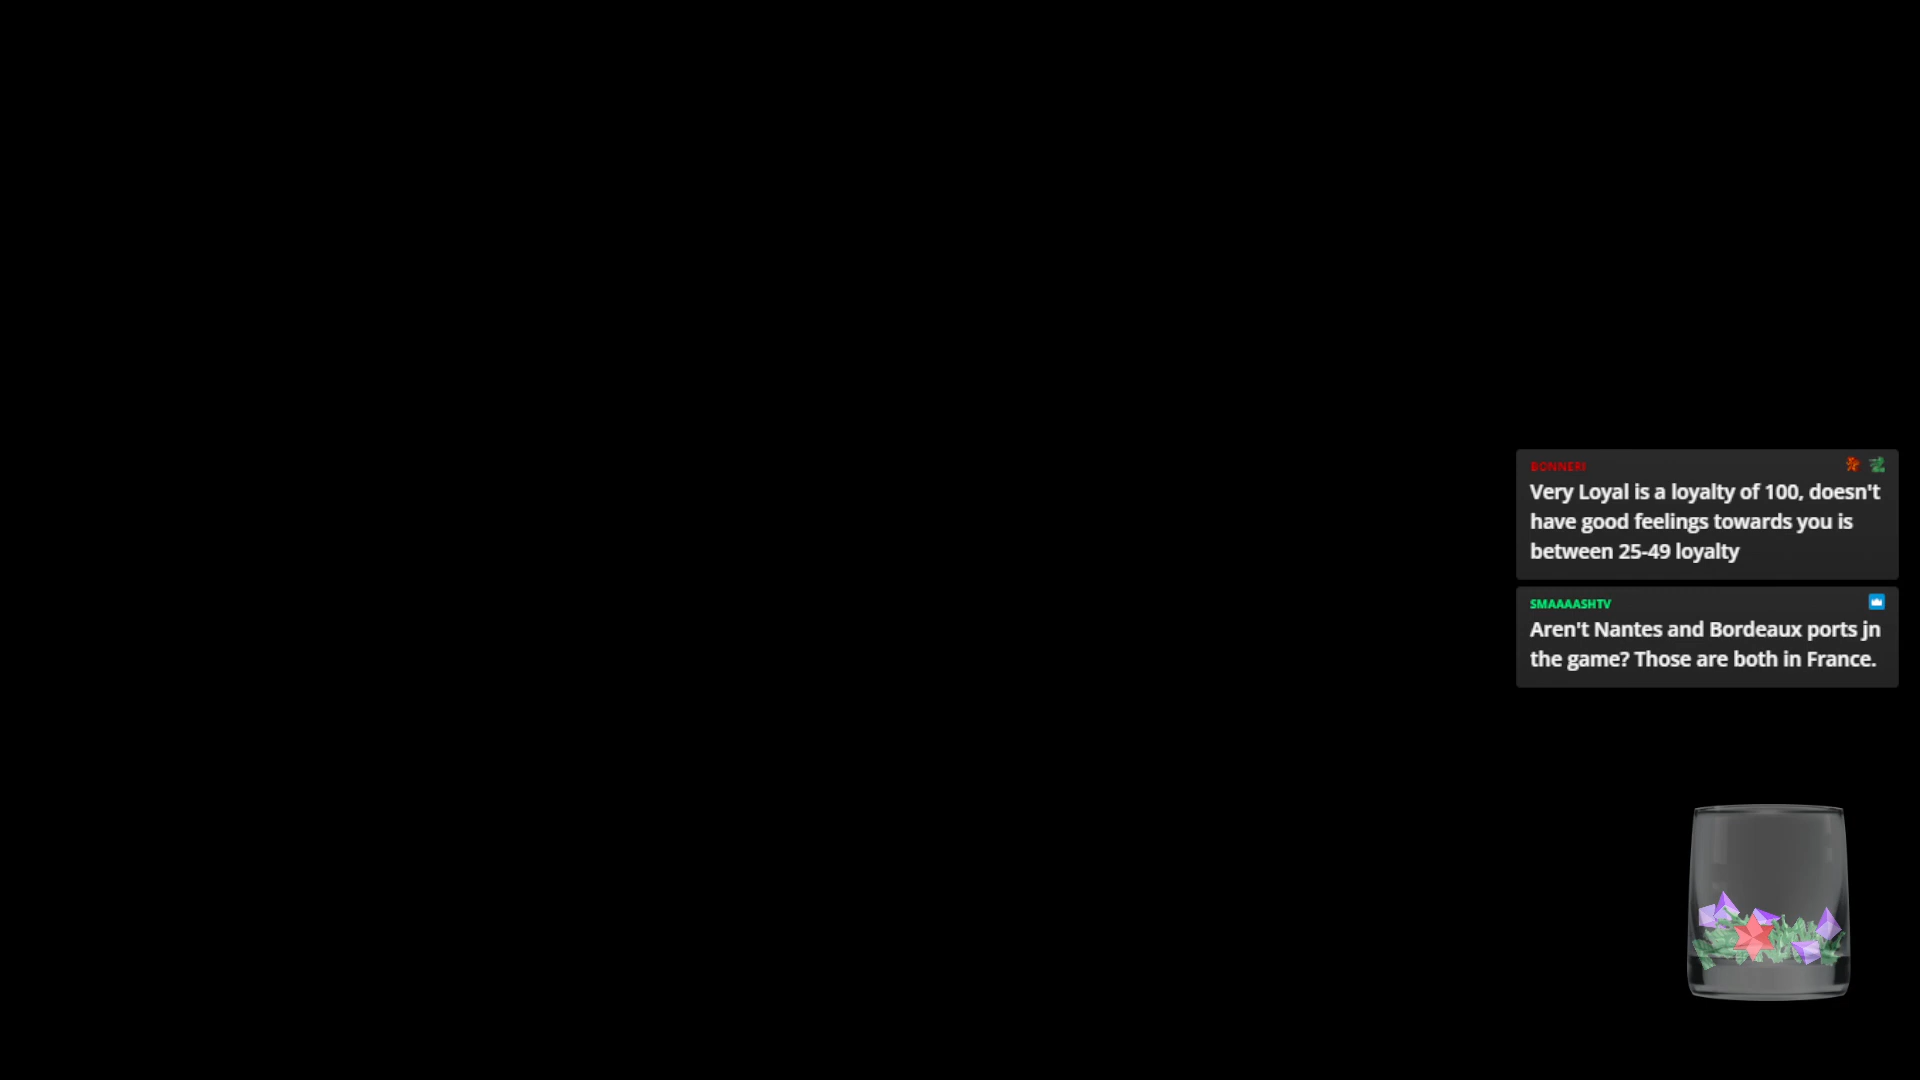 BONNERJ
Very Loyal is a loyalty of 100, doesn't
have good feelings towards you is
between 25-49 loyalty
SMAAAASHTV
Aren't Nantes and Bordeaux ports jn
the game? Those are both in France.